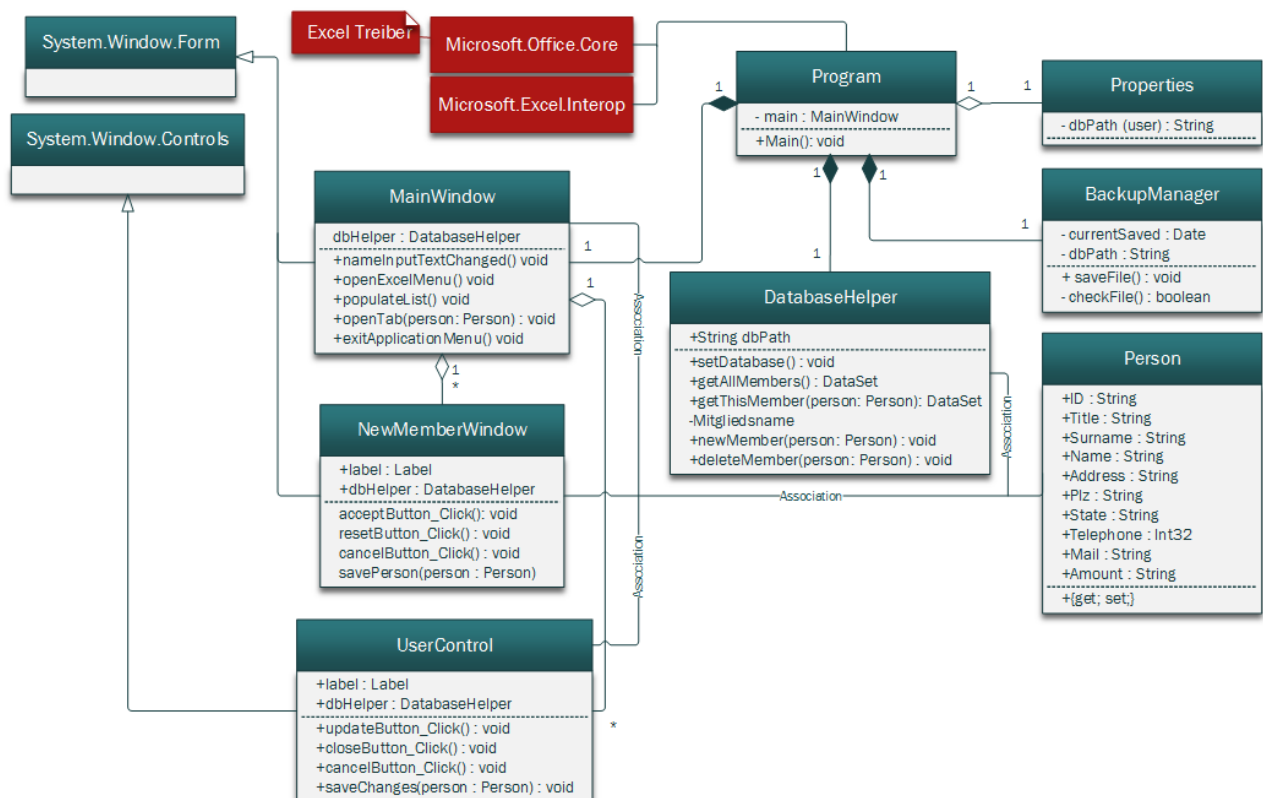 System.Window.Form
System.Window.Controls
Excel Treiber
Microsoft.Office.Core
Microsoft.Excel.Interop
Program
- main : MainWindow
+Main(): void
1
1
1
1
1
1
Properties
- dbPath (user) : String
BackupManager
- currentSaved : Date
- dbPath : String
+ saveFile() : void
- checkFile() : boolean
1
MainWindow
dbHelper : DatabaseHelper
+nameInputTextChanged() void
+openExcelMenu() void
+populateList() void
+openTab(person: Person) : void
+exitApplicationMenu() void
1
1
1
*
Association
DatabaseHelper
+String dbPath
+setDatabase() : void
+getAllMembers() : DataSet
+getThisMember(person: Person): DataSet
-Mitgliedsname
+newMember(person: Person) : void
+deleteMember(person: Person) : void
Association
Person
+ID : String
+Title : String
+Surname : String
+Name : String
+Address : String
+Plz : String
+State : String
+Telephone : Int32
+Mail : String
+Amount : String
+{get; set;}
NewMemberWindow
+label : Label
+dbHelper : DatabaseHelper
acceptButton_Click(): void
resetButton_Click() : void
cancelButton_Click() : void
savePerson(person : Person)
Association
Association
UserControl
+label : Label
+dbHelper : DatabaseHelper
+updateButton_Click() : void
+closeButton_Click() : void
+cancelButton_Click() : void
+saveChanges(person : Person) : void
*